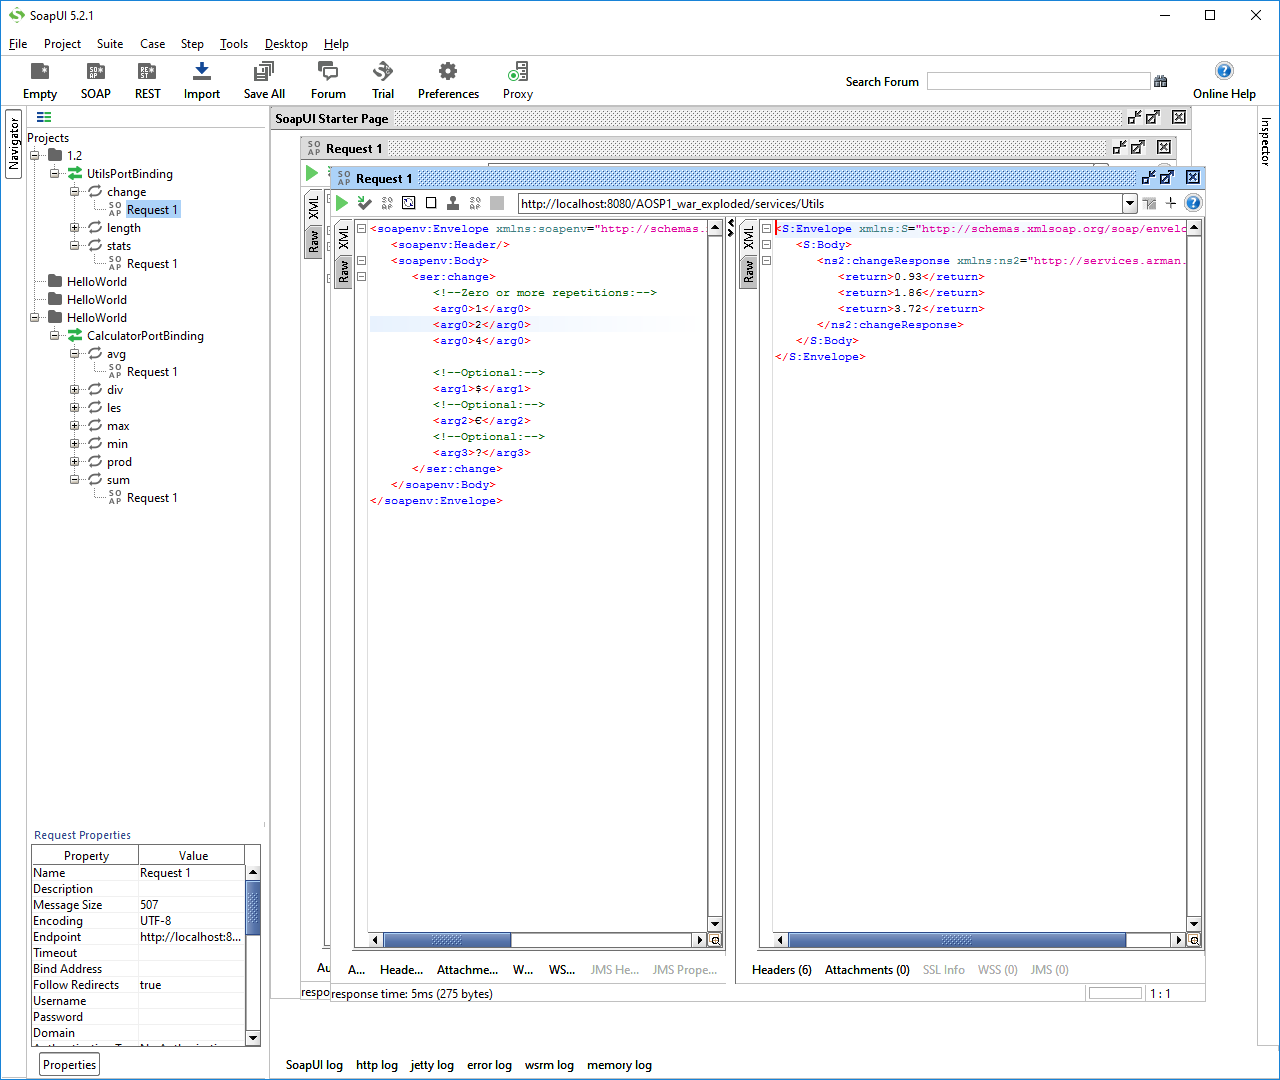 SoapUI 5.2.1
File Project Suite Case Step Tools Desktop Help
Empty SOAP REST Import Save All Forum Trial Preferences Proxy Search Forum Online Help
Navigator
Inspector
Projects
1.2
UtilsPortBinding
change
Request 1
length
stats
Request 1
HelloWorld
HelloWorld
HelloWorld
CalculatorPortBinding
avg
Request 1
div
les
max
min
prod
sum
Request 1
Request Properties
Property Value
Name Request 1
Description
Message Size 507
Encoding UTF-8
Endpoint http://localhost:8...
Timeout
Bind Address
Follow Redirects true
Username
Password
Domain
Properties
SoapUI Starter Page
Request 1
XML
Raw
Request 1
http://localhost:8080/AOSP1_war_exploded/services/Utils
XML
Raw
<soapenv:Envelope xmlns:soapenv="http://schemas.
<soapenv:Header/>
<soapenv:Body>
<ser:change>
<!--Zero or more repetitions:-->
<arg0>1</arg0>
<arg0>2</arg0>
<arg0>4</arg0>
<!--Optional:-->
<arg1>$</arg1>
<!--Optional:-->
<arg2>€</arg2>
<!--Optional:-->
<arg3>?</arg3>
</ser:change>
</soapenv:Body>
</soapenv:Envelope>
XML
Raw
<S:Envelope xmlns:S="http://schemas.xmlsoap.org/soap/envelo
<S:Body>
<ns2:changeResponse xmlns:ns2="http://services.arman.
<return>0.93</return>
<return>1.86</return>
<return>3.72</return>
</ns2:changeResponse>
</S:Body>
</S:Envelope>
Au
A... Heade... Attachme... W... WS... JMS He... JMS Prope...
Headers (6) Attachments (0) SSL Info WSS (0) JMS (0)
respo
response time: 5ms (275 bytes)
1 : 1
SoapUI log http log jetty log error log wsrm log memory log